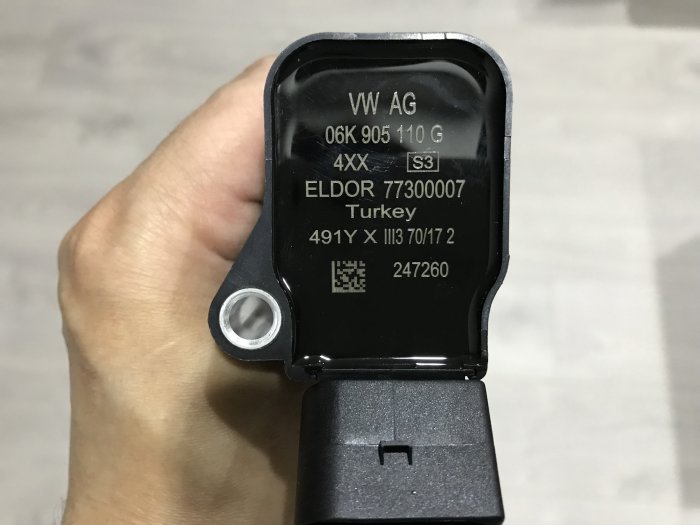 VW AG
06K 905 110 G
4XX S3
ELDOR 77300007
Turkey
491Y X III3 70/17 2
247260